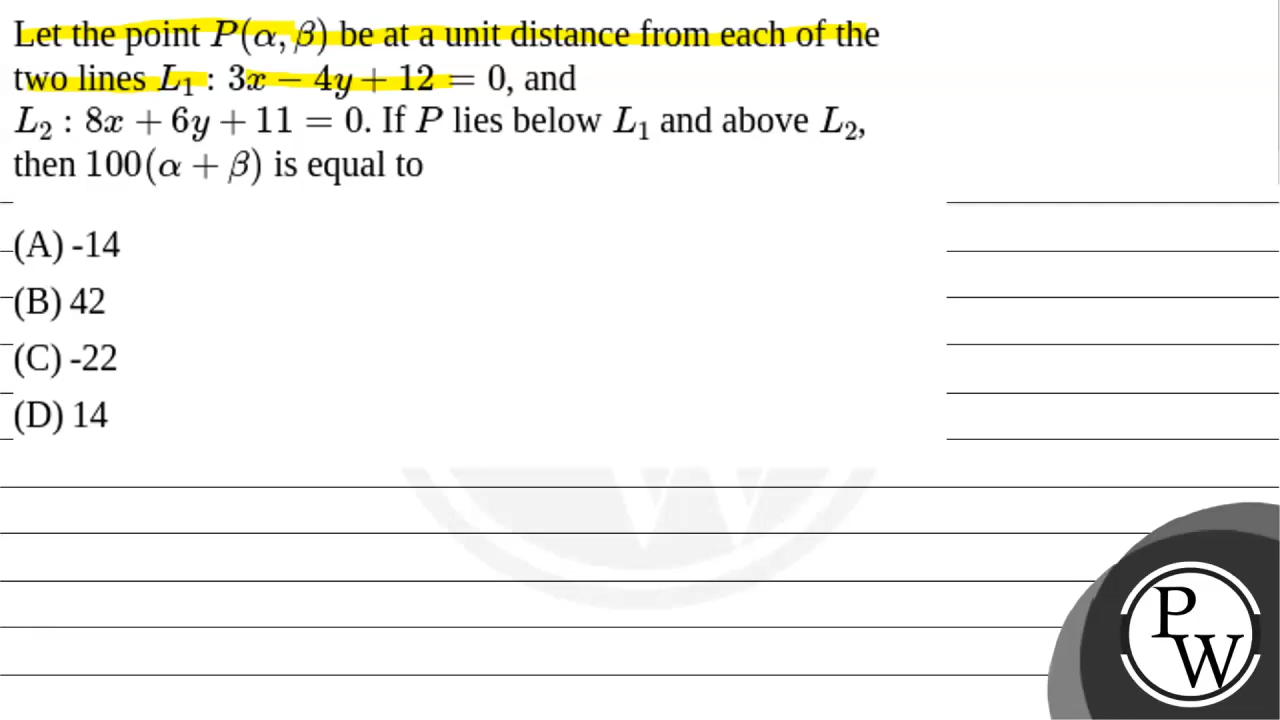 Let the point P(α, β) be at a unit distance from each of the
two lines L₁ : 3x − 4y + 12 = 0, and
L₂ : 8x + 6y + 11 = 0. If P lies below L₁ and above L₂,
then 100(α + β) is equal to
(A) -14
(B) 42
(C) -22
(D) 14
W
P
W